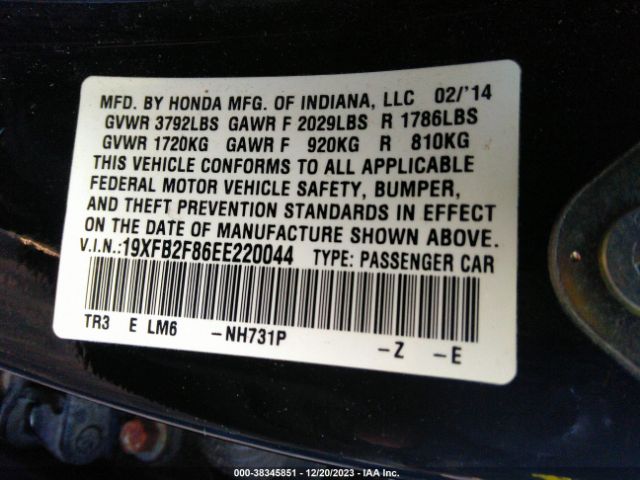 MFD. BY HONDA MFG. OF INDIANA, LLC 02/'14
GVWR 3792LBS GAWR F 2029LBS R 1786LBS
GVWR 1720KG GAWR F 920KG R 810KG
THIS VEHICLE CONFORMS TO ALL APPLICABLE
FEDERAL MOTOR VEHICLE SAFETY, BUMPER,
AND THEFT PREVENTION STANDARDS IN EFFECT
ON THE DATE OF MANUFACTURE SHOWN ABOVE.
V.I.N.:19XFB2F86EE220044 TYPE: PASSENGER CAR
TR3 E LM6 -NH731P -Z -E
000-38345851 - 12/20/2023 - IAA Inc.